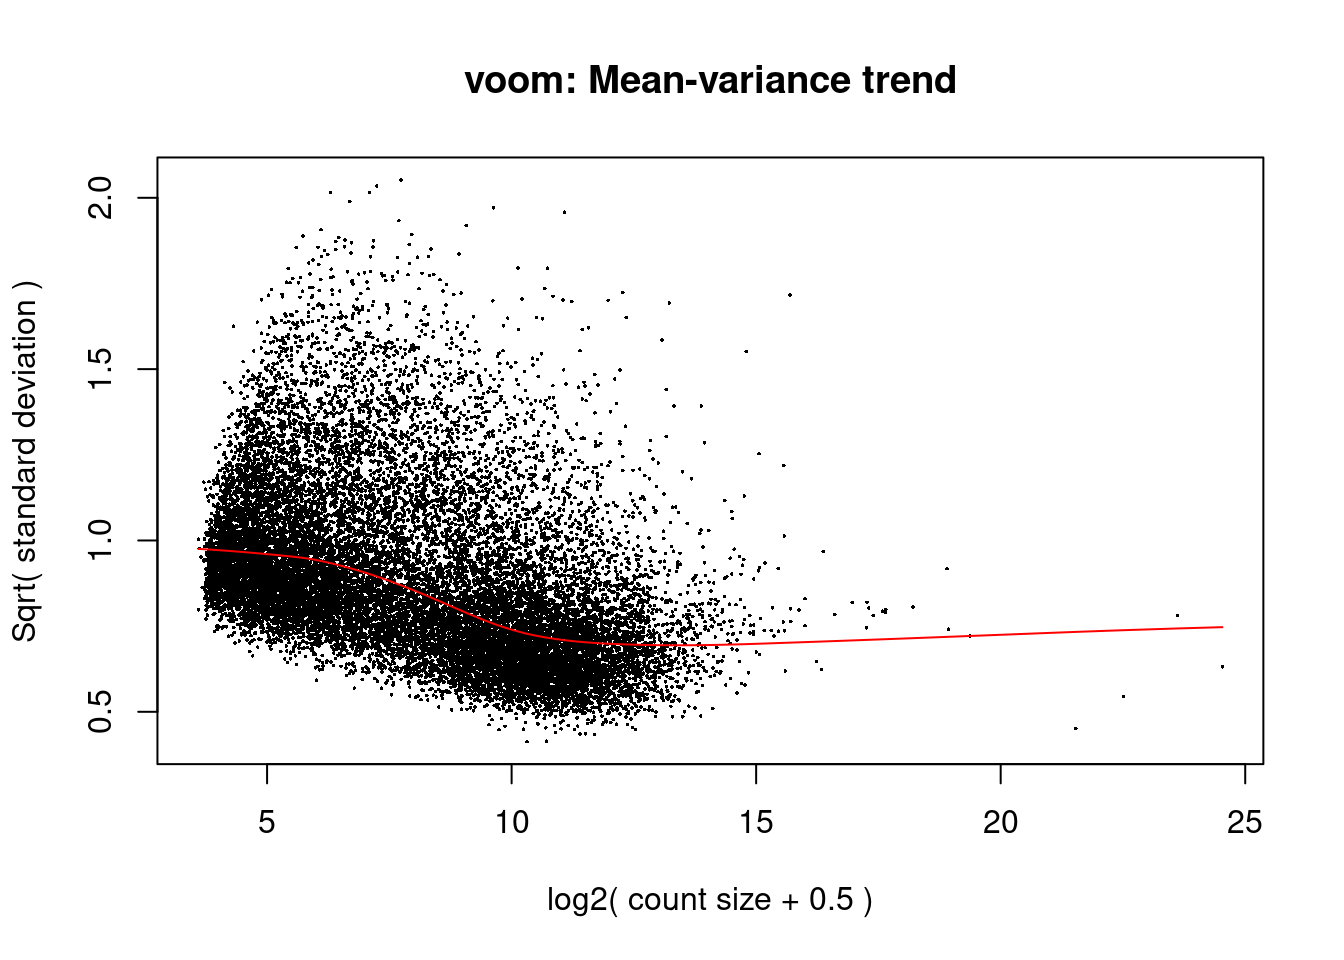 voom: Mean-variance trend
Sqrt( standard deviation )
2.0
1.5
1.0
0.5
5 10 15 20 25
log2( count size + 0.5 )